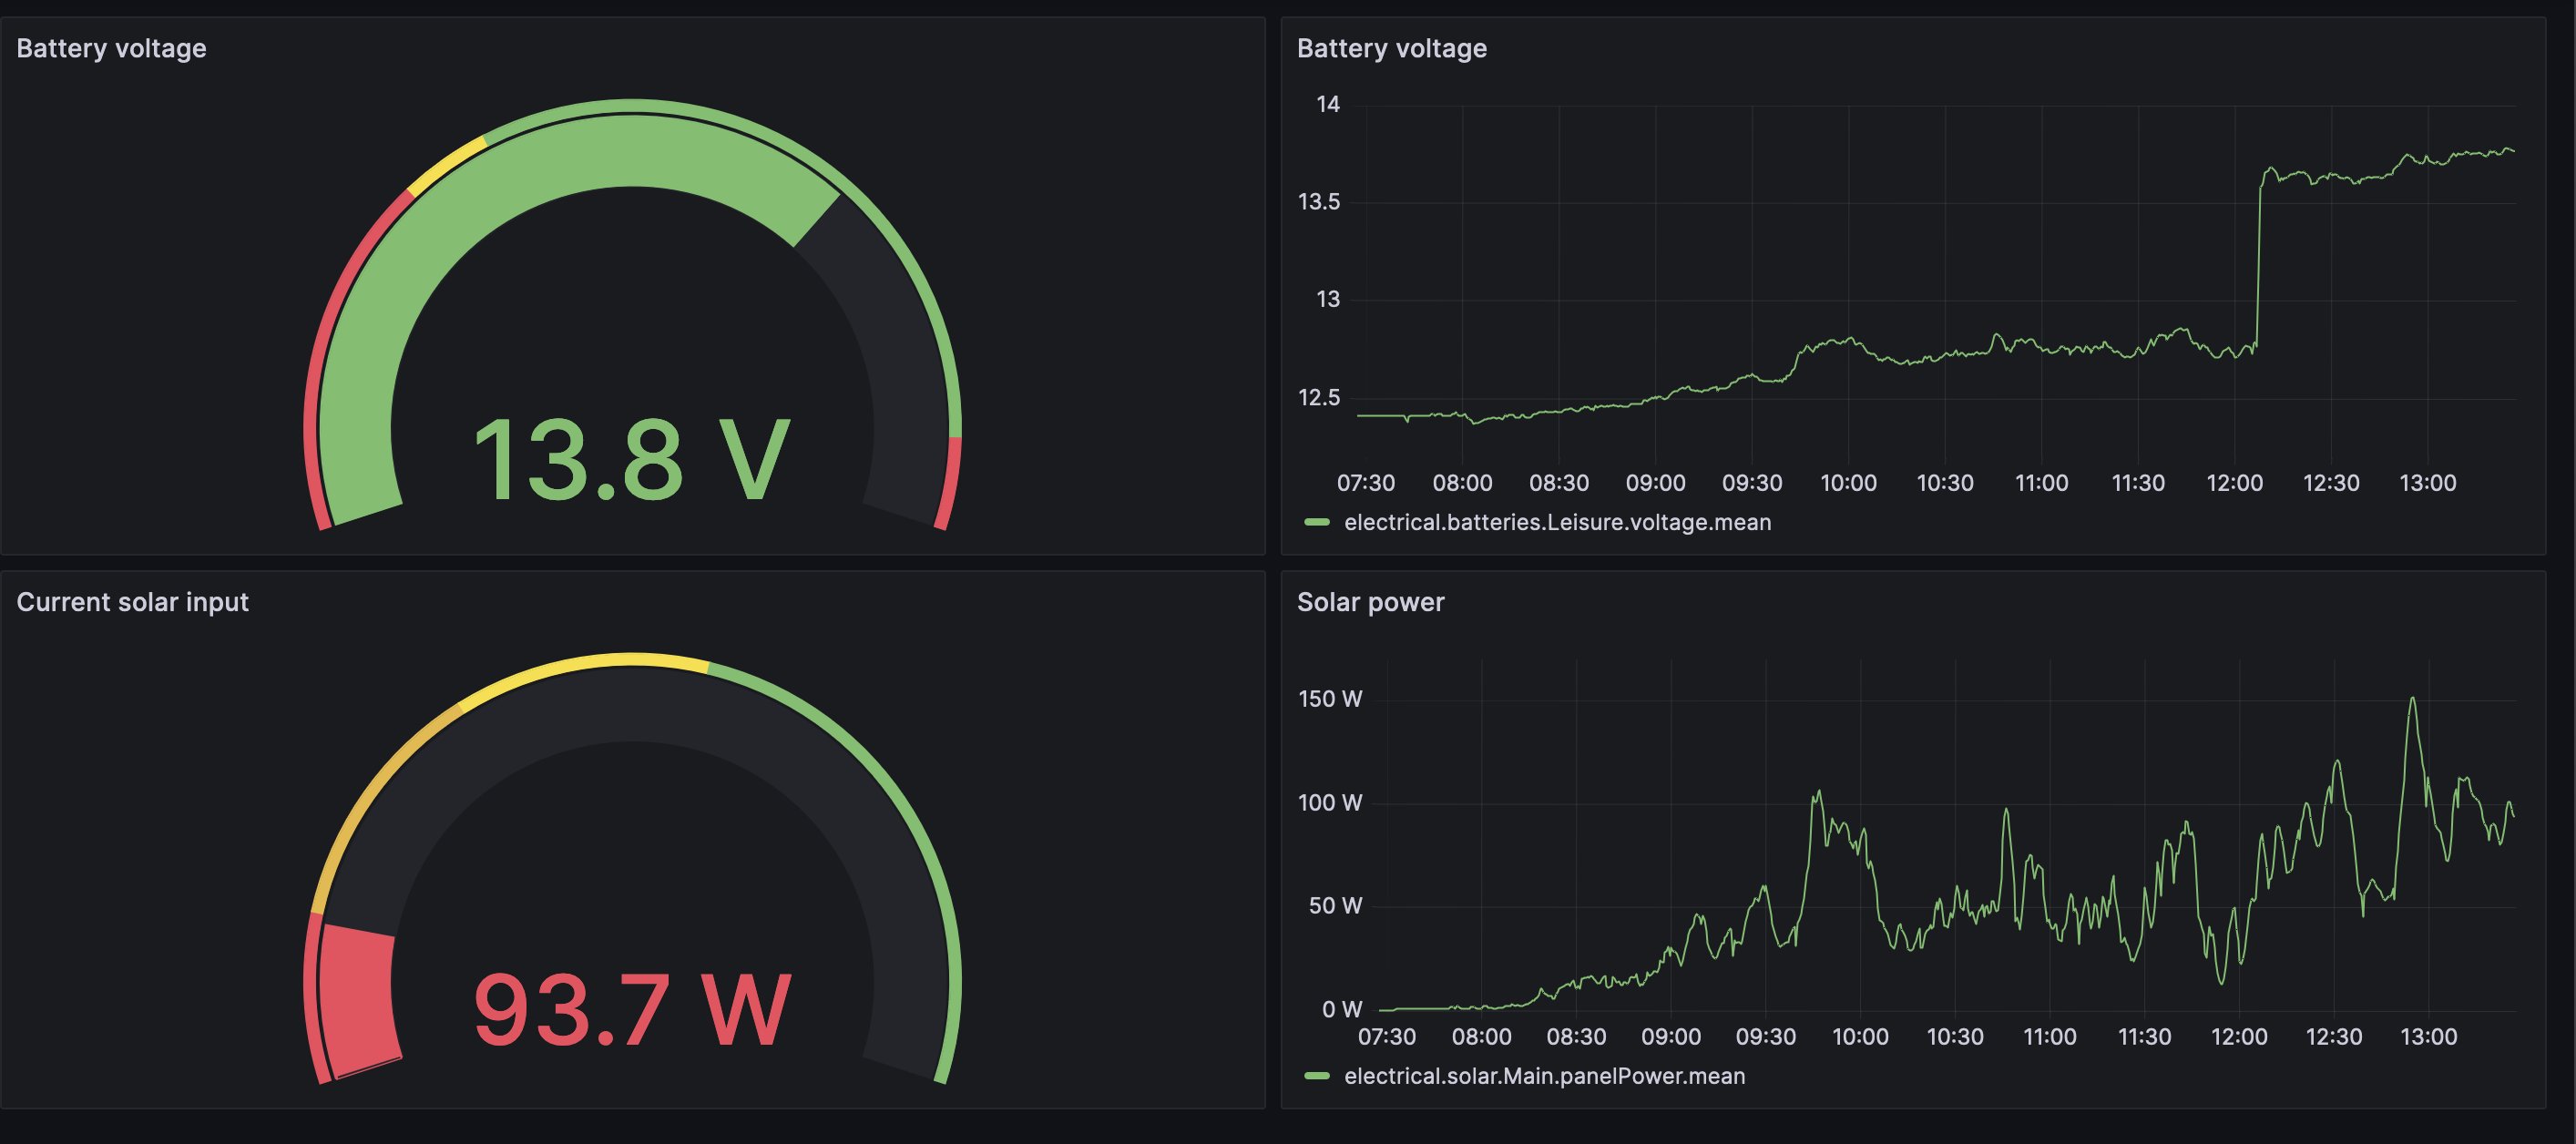 Battery voltage
13.8 V
Battery voltage
14
13.5
13
12.5
07:30 08:00 08:30 09:00 09:30 10:00 10:30 11:00 11:30 12:00 12:30 13:00
electrical.batteries.Leisure.voltage.mean
Current solar input
93.7 W
Solar power
150 W
100 W
50 W
0 W
07:30 08:00 08:30 09:00 09:30 10:00 10:30 11:00 11:30 12:00 12:30 13:00
electrical.solar.Main.panelPower.mean